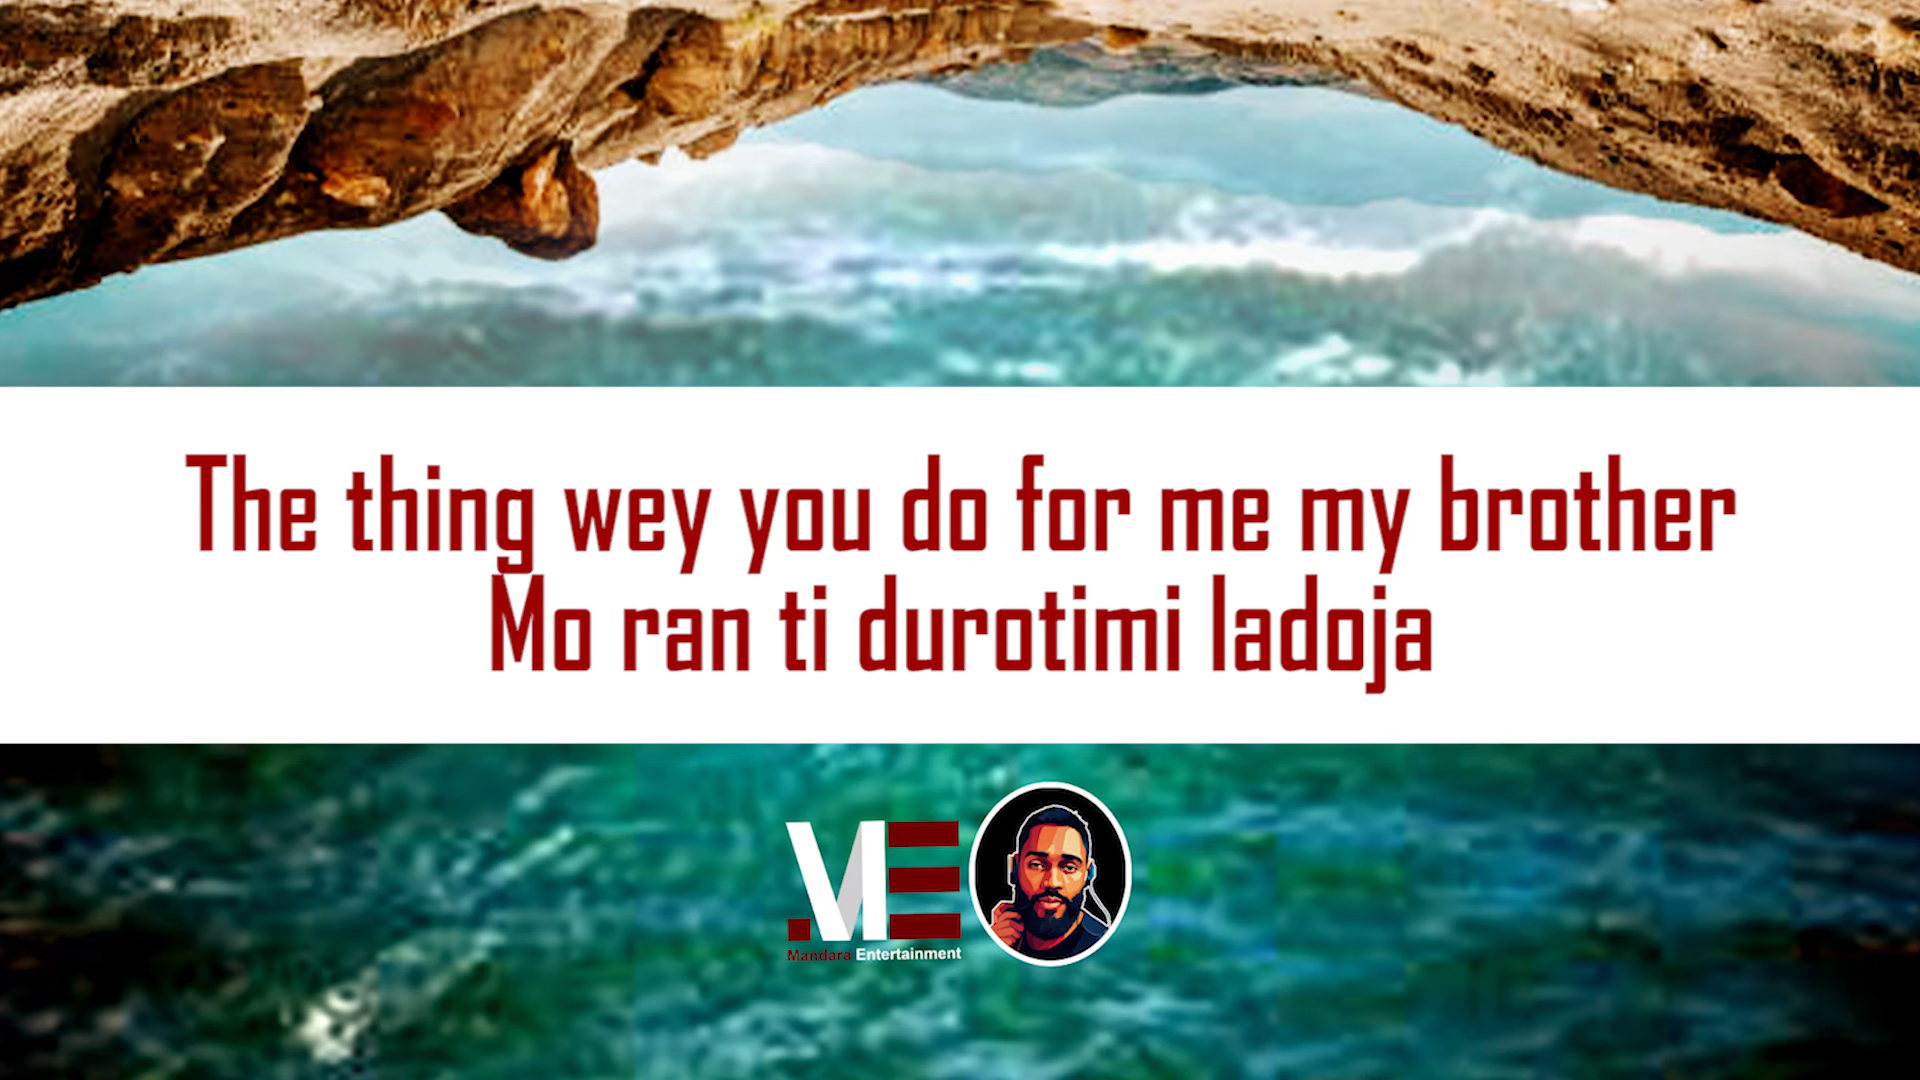 The thing wey you do for me my brother
Mo ran ti durotimi ladoja
Mandara Entertainment